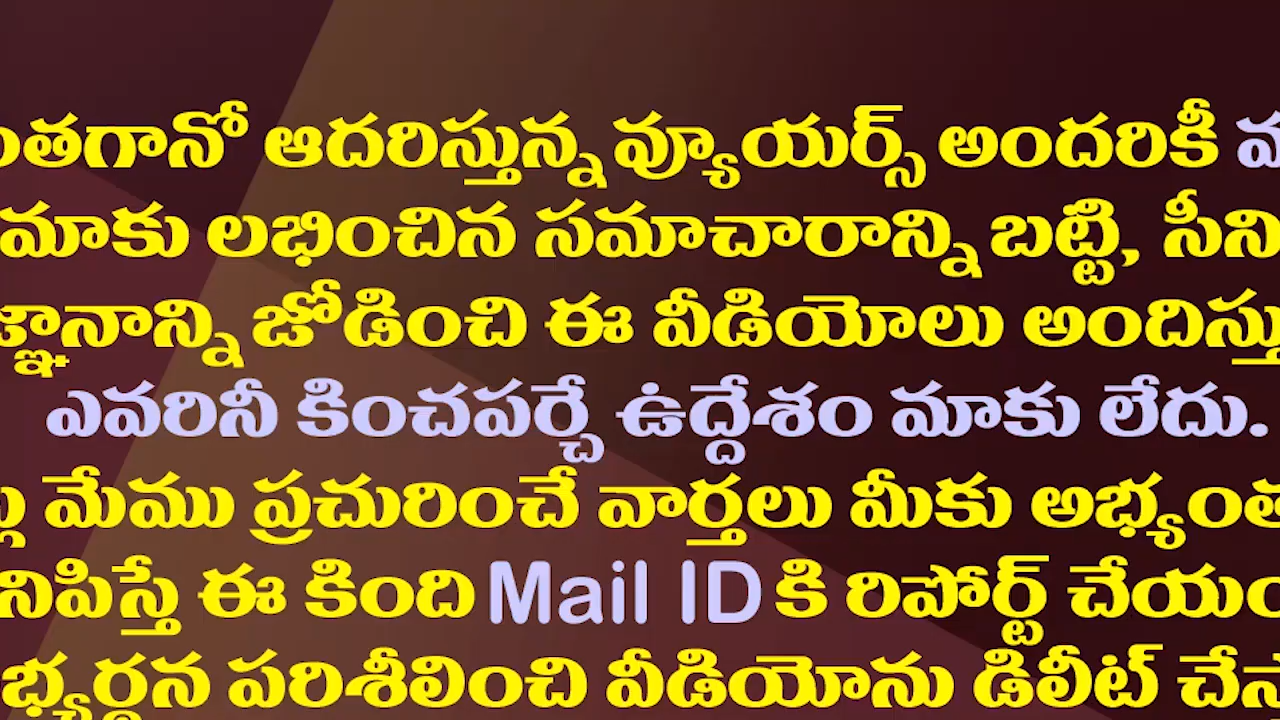 ంతగానో ఆదరిస్తున్న వ్యూయర్స్ అందరికీ
మాకు లభించిన సమాచారాన్ని బట్టి, సీని
జ్ఞానాన్ని జోడించి ఈ వీడియోలు అందిస్తు
ఎవరినీ కించపర్చే ఉద్దేశం మాకు లేదు.
మేము ప్రచురించే వార్తలు మీకు అభ్యంత
నిపిస్తే ఈ కింది Mail ID కి రిపోర్ట్ చేయం
భ్యర్థన పరిశీలించి వీడియోను డిలీట్ చేస